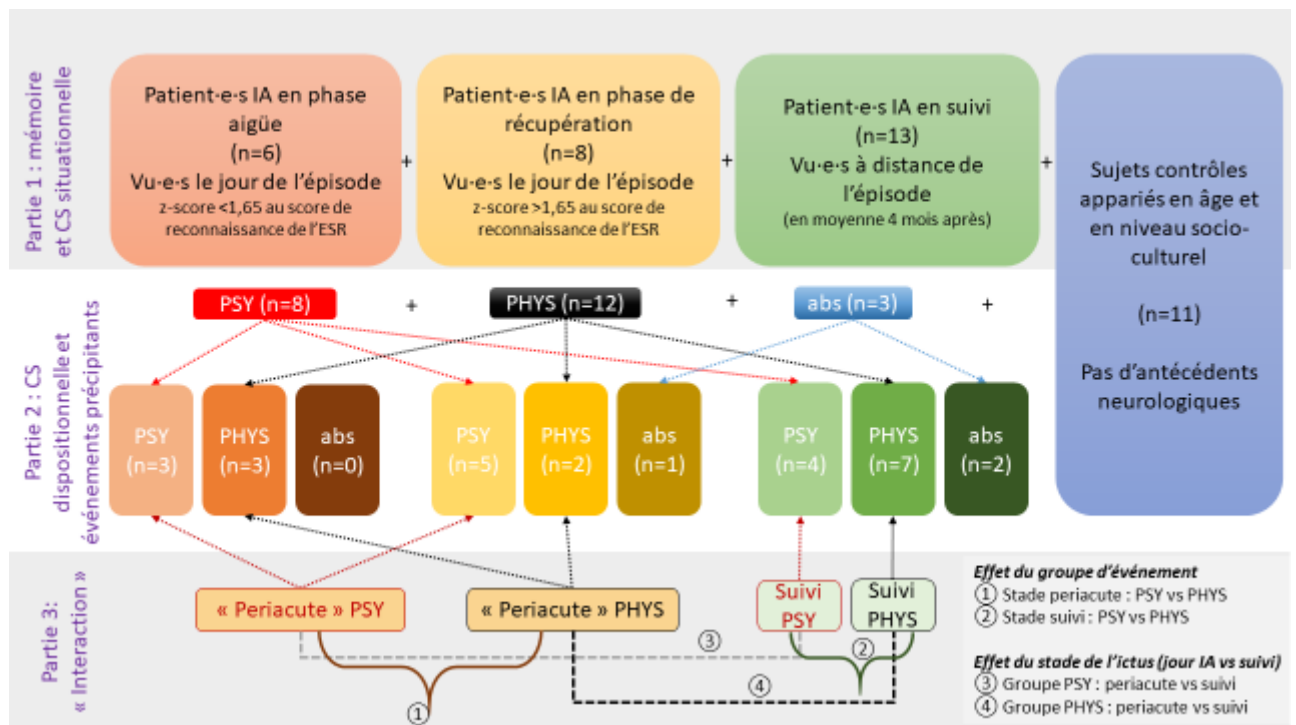 Partie 1 : mémoire
et CS situationnelle
Patient·e·s IA en phase
aigüe
(n=6)
Vu·e·s le jour de l'épisode
z-score <1,65 au score de
reconnaissance de l'ESR
+
Patient·e·s IA en phase de
récupération
(n=8)
Vu·e·s le jour de l'épisode
z-score >1,65 au score de
reconnaissance de l'ESR
+
Patient·e·s IA en suivi
(n=13)
Vu·e·s à distance de
l'épisode
(en moyenne 4 mois après)
+
Sujets contrôles
appariés en âge et
en niveau socio-
culturel
(n=11)
Pas d'antécédents
neurologiques
Partie 2 : CS
dispositionnelle et
événements précipitants
PSY (n=8)
+
PHYS (n=12)
+
abs (n=3)
+
PSY
(n=3)
PHYS
(n=3)
abs
(n=0)
PSY
(n=5)
PHYS
(n=2)
abs
(n=1)
PSY
(n=4)
PHYS
(n=7)
abs
(n=2)
Partie 3:
« Interaction »
« Periacute » PSY
« Periacute » PHYS
Suivi
PSY
Suivi
PHYS
①
②
③
④
Effet du groupe d'événement
① Stade periacute : PSY vs PHYS
② Stade suivi : PSY vs PHYS
Effet du stade de l'ictus (jour IA vs suivi)
③ Groupe PSY : periacute vs suivi
④ Groupe PHYS : periacute vs suivi